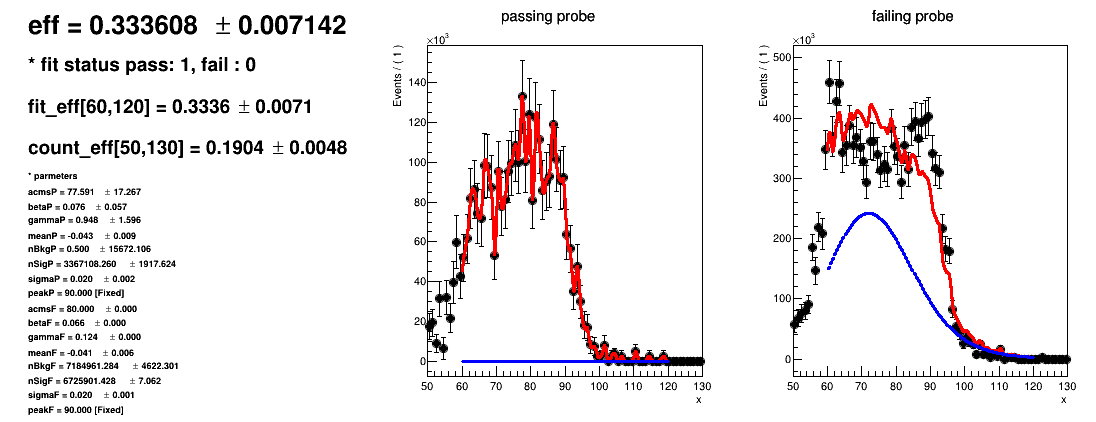 eff = 0.333608 ± 0.007142
* fit status pass: 1, fail : 0
fit_eff[60,120] = 0.3336 ± 0.0071
count_eff[50,130] = 0.1904 ± 0.0048
* parmeters
acmsP = 77.591 ± 17.267
betaP = 0.076 ± 0.057
gammaP = 0.948 ± 1.596
meanP = -0.043 ± 0.009
nBkgP = 0.500 ± 15672.106
nSigP = 3367108.260 ± 1917.624
sigmaP = 0.020 ± 0.002
peakP = 90.000 [Fixed]
acmsF = 80.000 ± 0.000
betaF = 0.066 ± 0.000
gammaF = 0.124 ± 0.000
meanF = -0.041 ± 0.006
nBkgF = 7184961.284 ± 4622.301
nSigF = 6725901.428 ± 7.062
sigmaF = 0.020 ± 0.001
peakF = 90.000 [Fixed]
passing probe
×10³
Events / ( 1 )
140
120
100
80
60
40
20
0
50 60 70 80 90 100 110 120 130
x
failing probe
×10³
Events / ( 1 )
500
400
300
200
100
0
50 60 70 80 90 100 110 120 130
x